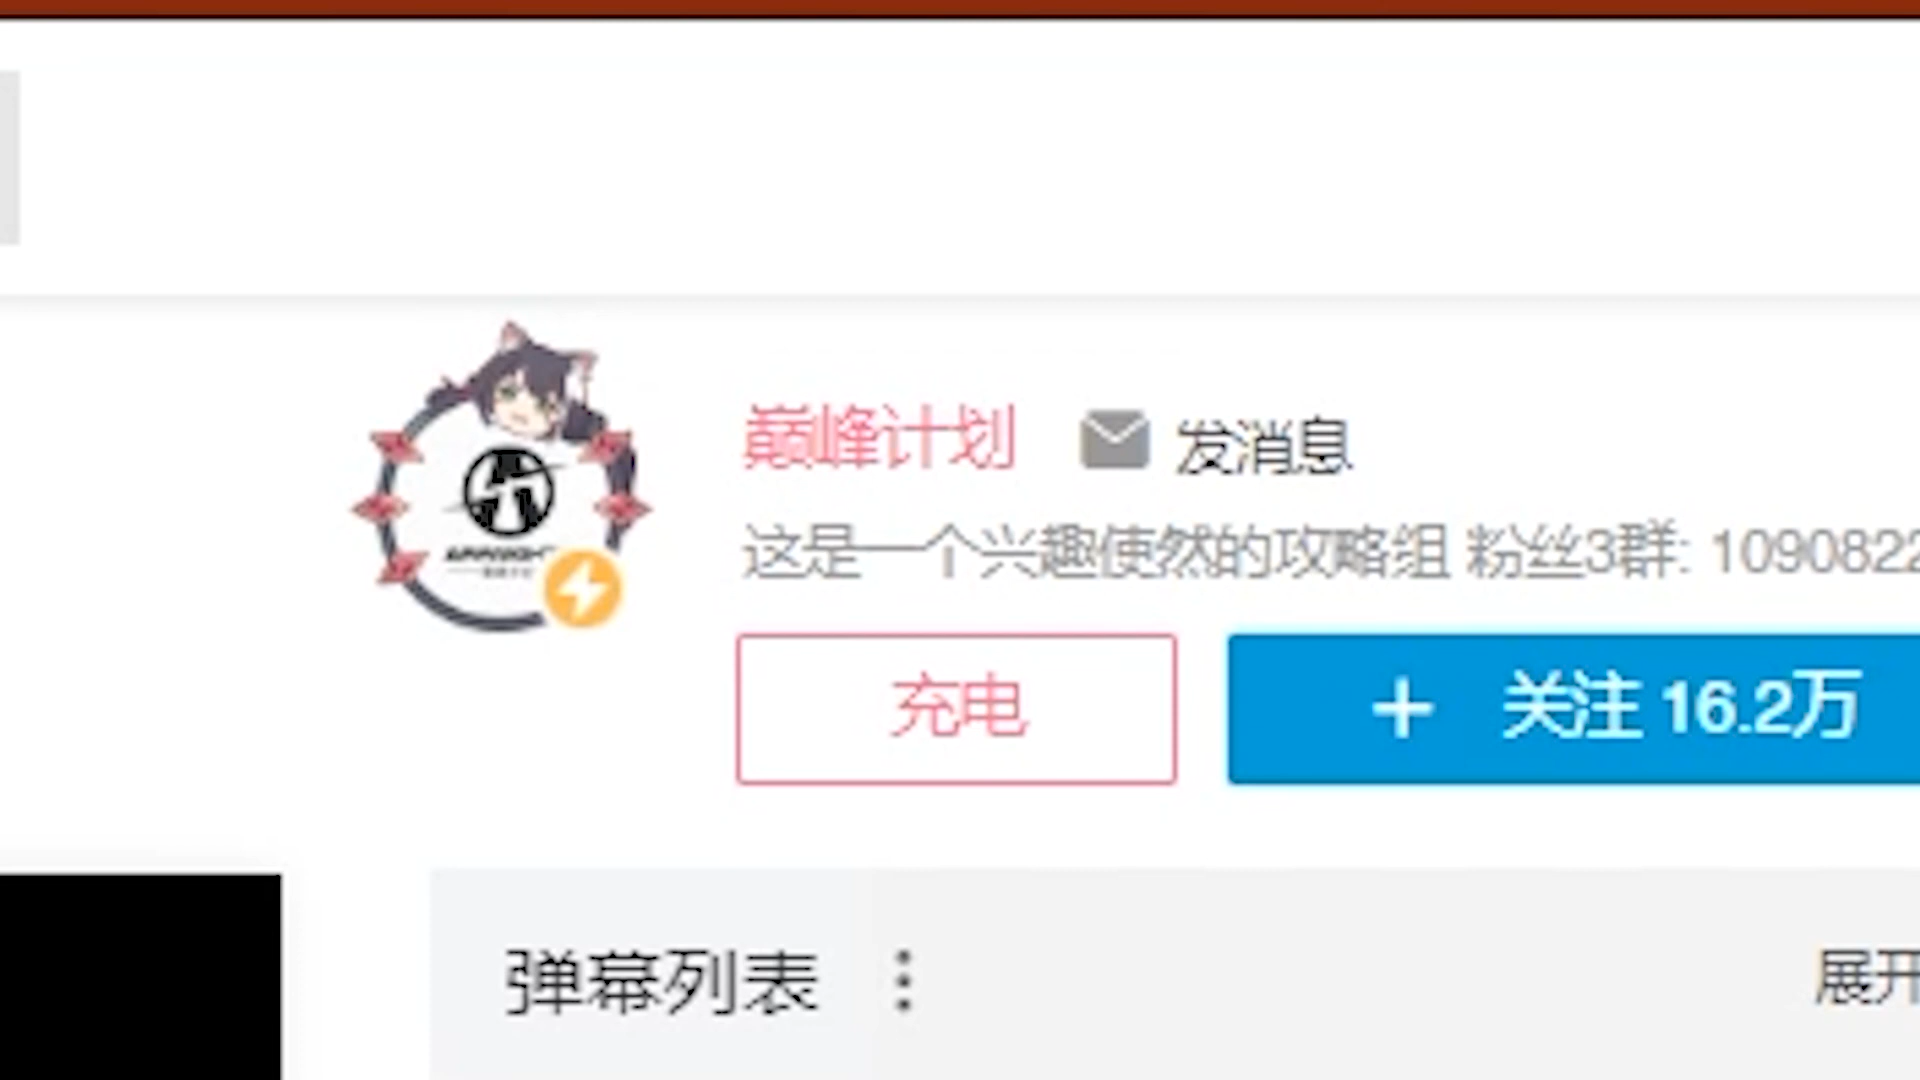 巅峰计划 发消息
这是一个兴趣使然的攻略组 粉丝3群: 1090822
充电 + 关注 16.2万
弹幕列表 展开